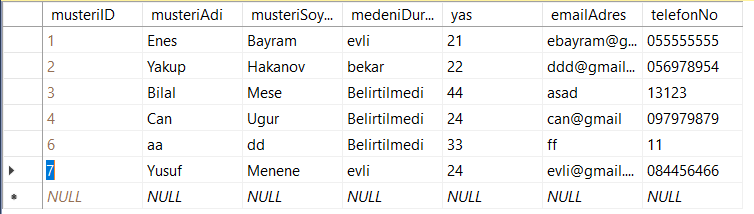 musteriID musteriAdi musteriSoy... medeniDur... yas emailAdres telefonNo
1 Enes Bayram evli 21 ebayram@g... 055555555
2 Yakup Hakanov bekar 22 ddd@gmail... 056978954
3 Bilal Mese Belirtilmedi 44 asad 13123
4 Can Ugur Belirtilmedi 24 can@gmail 097979879
6 aa dd Belirtilmedi 33 ff 11
7 Yusuf Menene evli 24 evli@gmail.... 084456466
NULL NULL NULL NULL NULL NULL NULL